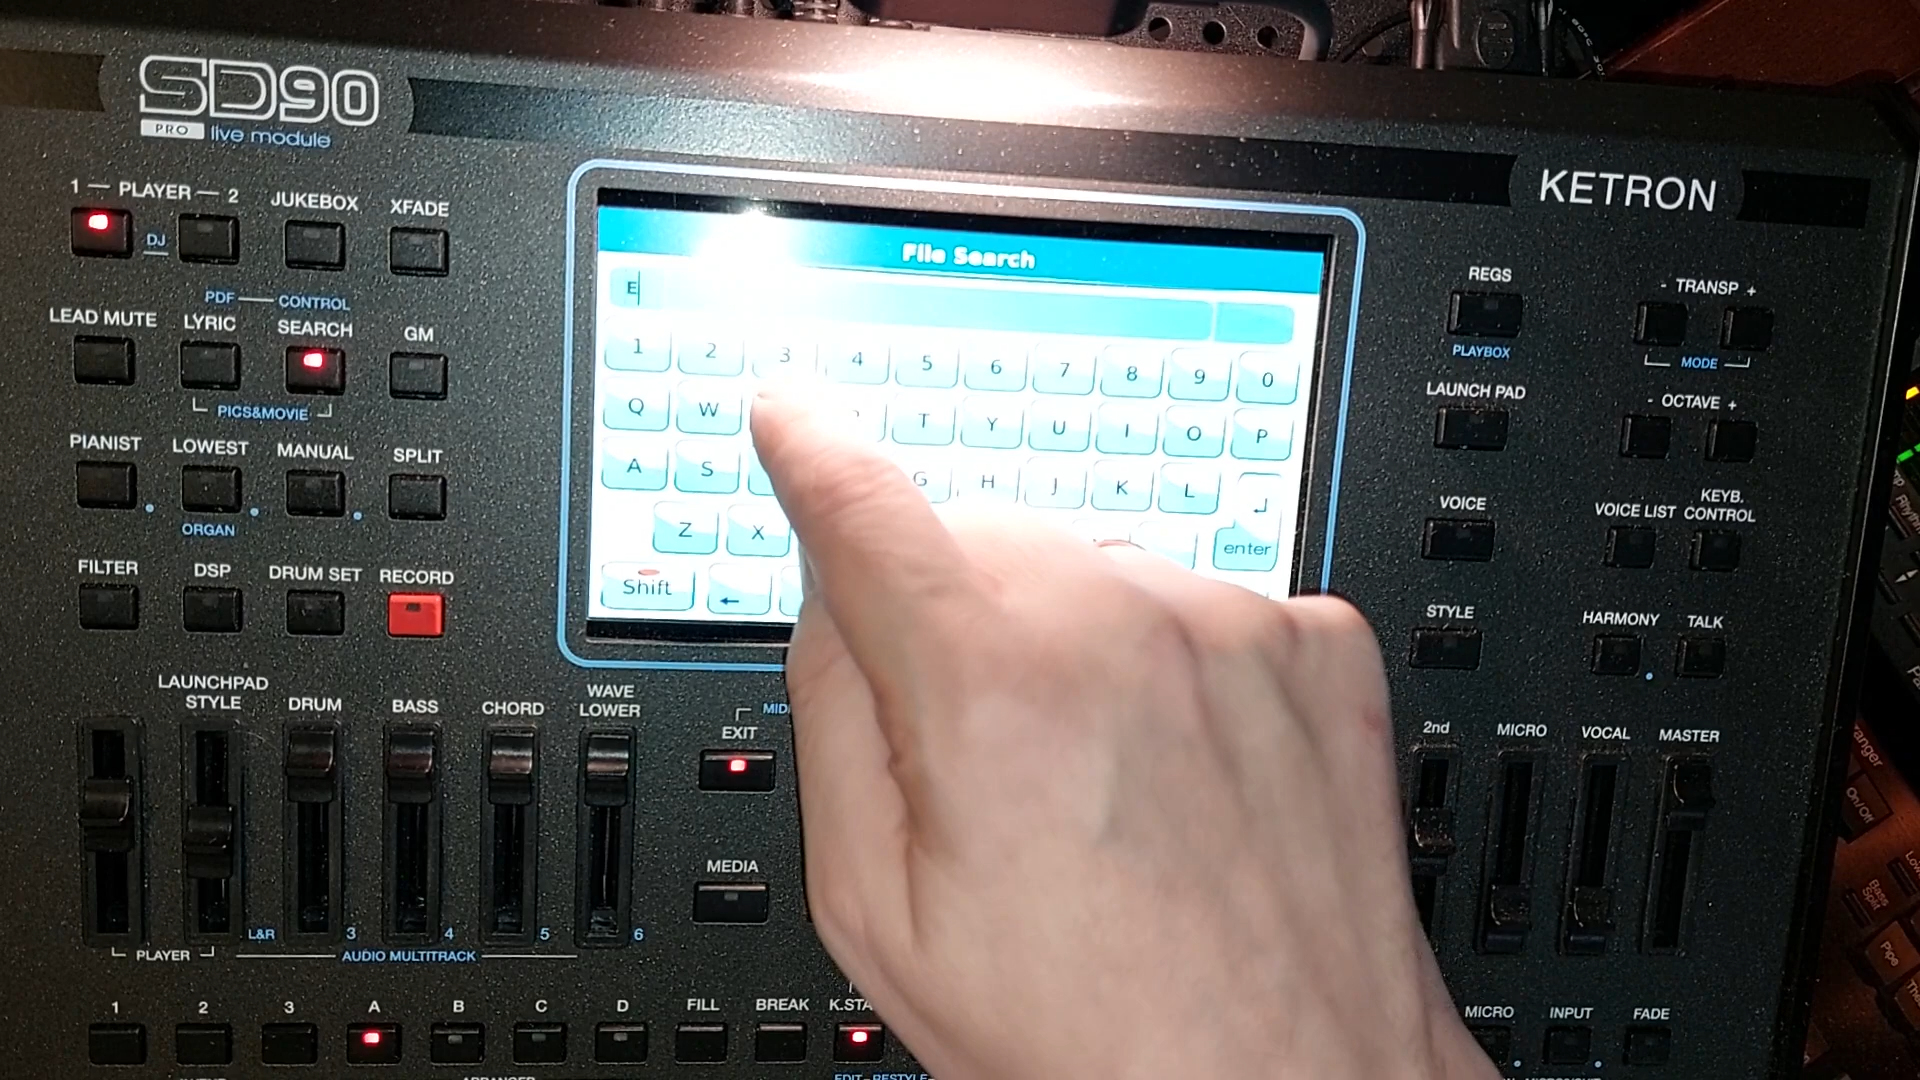 SD90
PRO live module
KETRON
1 — PLAYER — 2
JUKEBOX
XFADE
DJ
PDF — CONTROL
LEAD MUTE
LYRIC
SEARCH
GM
PICS&MOVIE
PIANIST
LOWEST
MANUAL
SPLIT
ORGAN
FILTER
DSP
DRUM SET
RECORD
LAUNCHPAD
STYLE
DRUM
BASS
CHORD
WAVE
LOWER
L&R
3
4
5
6
PLAYER
AUDIO MULTITRACK
1
2
3
A
B
C
D
FILL
BREAK
File Search
E
1 2 3 4 5 6 7 8 9 0
Q W T Y U I O P
A S G H J K L
Z X enter
Shift ←
EXIT
MEDIA
REGS
PLAYBOX
- TRANSP +
MODE
LAUNCH PAD
- OCTAVE +
VOICE
VOICE LIST
KEYB.
CONTROL
STYLE
HARMONY
TALK
2nd
MICRO
VOCAL
MASTER
MICRO
INPUT
FADE
On/Off
Pipe